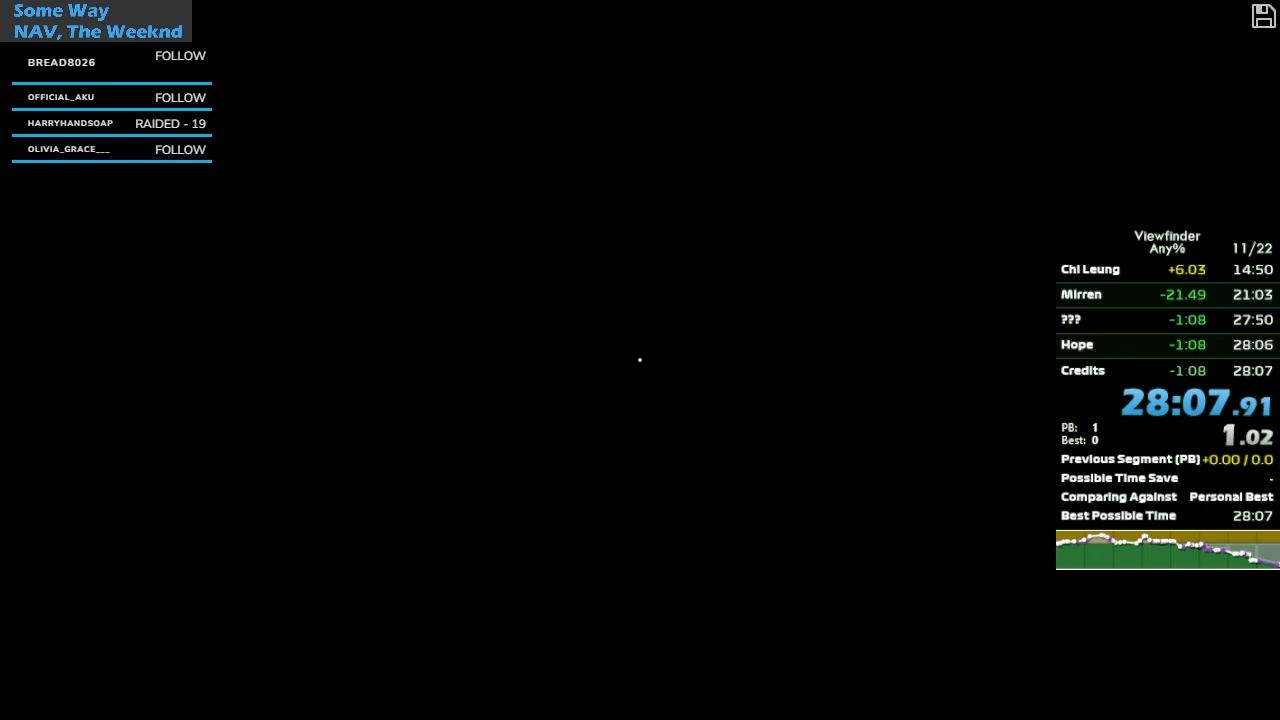 Some Way
NAV, The Weeknd
BREAD8026 FOLLOW
OFFICIAL_AKU FOLLOW
HARRYHANDSOAP RAIDED - 19
OLIVIA_GRACE___ FOLLOW
Viewfinder
Any% 11/22
Chi Leung +6.03 14:50
Mirren -21.49 21:03
??? -1:08 27:50
Hope -1:08 28:06
Credits -1:08 28:07
28:07.91
PB: 1
Best: 0 1.02
Previous Segment (PB) +0.00 / 0.0
Possible Time Save -
Comparing Against Personal Best
Best Possible Time 28:07